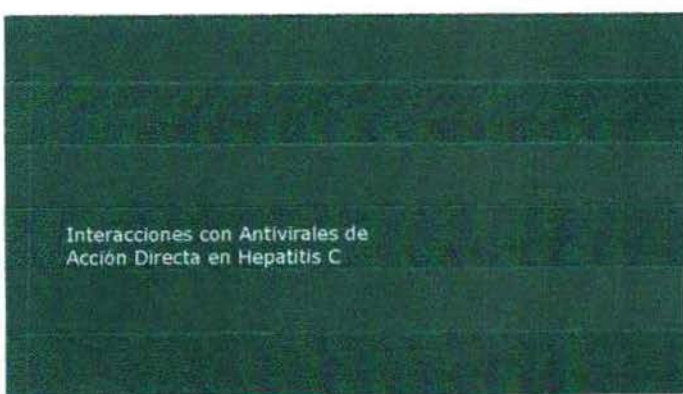 Interacciones con Antivirales de
Acción Directa en Hepatitis C